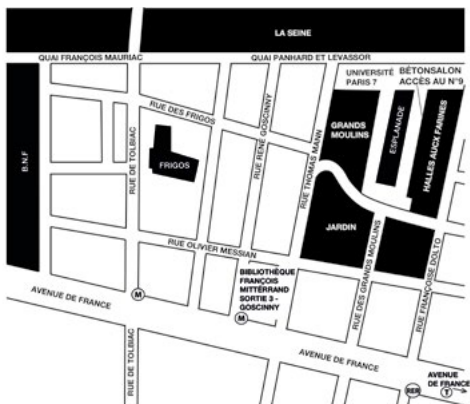 LA SEINE
QUAI FRANÇOIS MAURIAC
QUAI PANHARD ET LEVASSOR
UNIVERSITÉ
PARIS 7
BÉTONSALON
ACCÈS AU N°9
B.N.F
RUE DE TOLBIAC
RUE DES FRIGOS
FRIGOS
RUE RENÉ GOSCINNY
RUE THOMAS MANN
GRANDS
MOULINS
ESPLANADE
HALLES AUCX FARINES
JARDIN
RUE OLIVIER MESSIAN
RUE DES GRANDS MOULINS
RUE FRANÇOISE DOLTO
BIBLIOTHÈQUE
FRANÇOIS
MITTERRAND
SORTIE 3 -
GOSCINNY
M
M
AVENUE DE FRANCE
RUE DE TOLBIAC
AVENUE DE FRANCE
AVENUE
DE FRANCE
RER
T